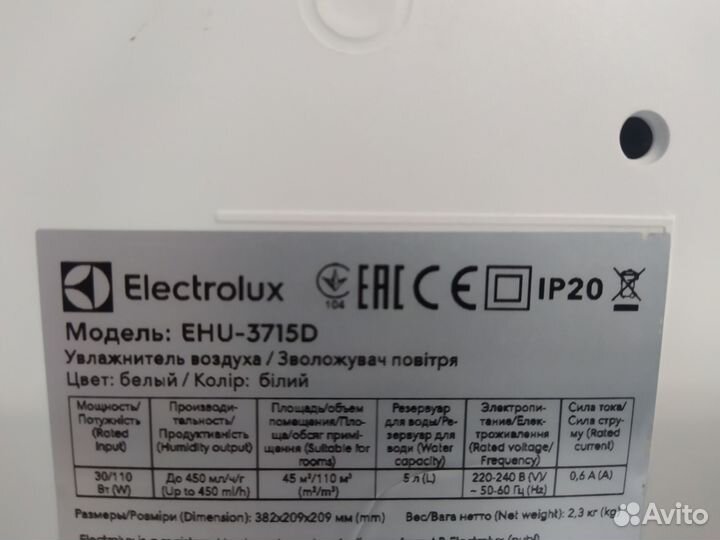 Electrolux 104 EAC CE IP20
Модель: EHU-3715D
Увлажнитель воздуха / Зволожувач повітря
Цвет: белый / Колір: білий
Мощность/
Потужність
(Rated
Input)
Производи-
тельность/
Продуктивність
(Humidity output)
Площадь/объем
помещения/Пло-
ща/обсяг примі-
щення (Suitable for
rooms)
Резервуар
для воды/Ре-
зервуар для
води (Water
capacity)
Электропи-
тание/Елек-
троживлення
(Rated voltage/
Frequency)
Сила тока/
Сила стру-
му (Rated
current)
30/110
Вт (W)
До 450 мл/ч/г
(Up to 450 ml/h)
45 м²/110 м³
(m²/m³)
5 л (L)
220-240 В (V)/
~ 50-60 Гц (Hz)
0,6 А (A)
Размеры/Розміри (Dimension): 382x209x209 мм (mm) Вес/Вага нетто (Net weight): 2,3 кг (kg)
Avito